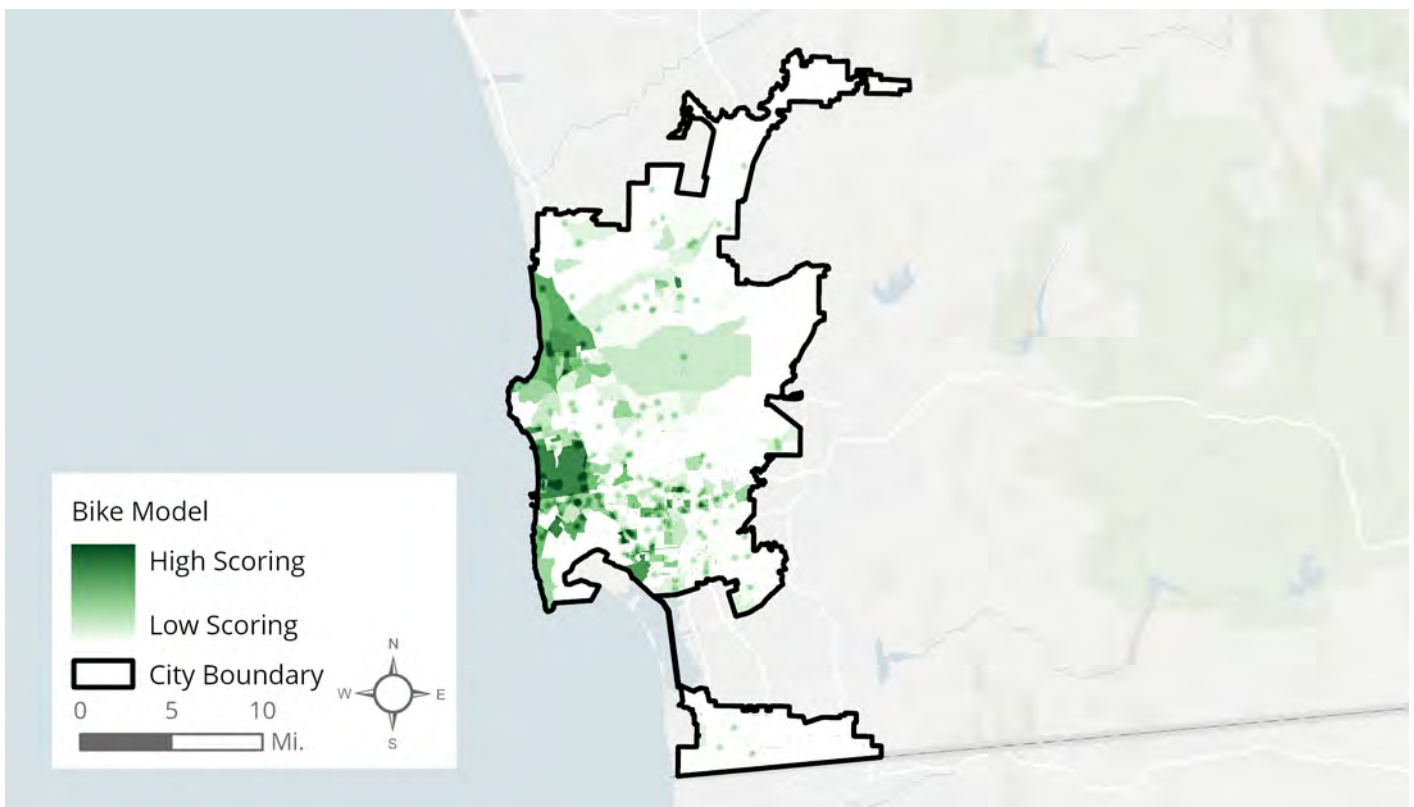 Bike Model
High Scoring
Low Scoring
City Boundary
0 5 10
Mi.
N
W E
S